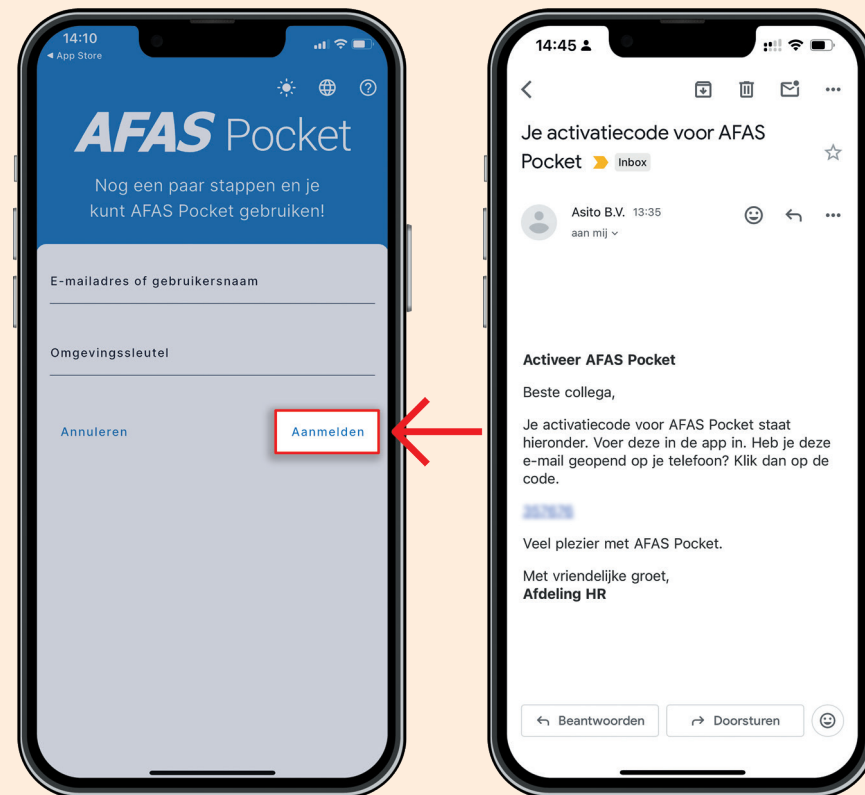 14:10
App Store
AFAS Pocket
Nog een paar stappen en je
kunt AFAS Pocket gebruiken!
E-mailadres of gebruikersnaam
Omgevingssleutel
Annuleren
Aanmelden
14:45
Je activatiecode voor AFAS
Pocket Inbox
Asito B.V. 13:35
aan mij
Activeer AFAS Pocket
Beste collega,
Je activatiecode voor AFAS Pocket staat
hieronder. Voer deze in de app in. Heb je deze
e-mail geopend op je telefoon? Klik dan op de
code.
Veel plezier met AFAS Pocket.
Met vriendelijke groet,
Afdeling HR
Beantwoorden
Doorsturen